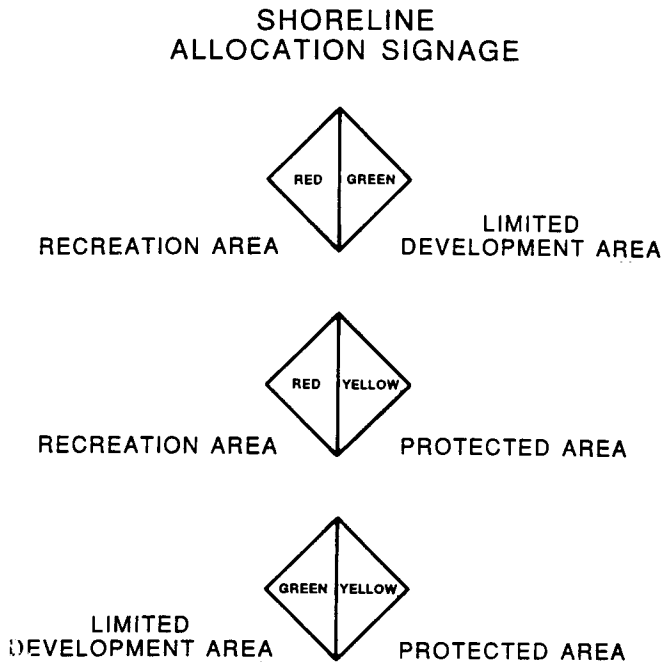 SHORELINE
ALLOCATION SIGNAGE
RED GREEN
RECREATION AREA
LIMITED
DEVELOPMENT AREA
RED YELLOW
RECREATION AREA PROTECTED AREA
GREEN YELLOW
LIMITED
DEVELOPMENT AREA
PROTECTED AREA